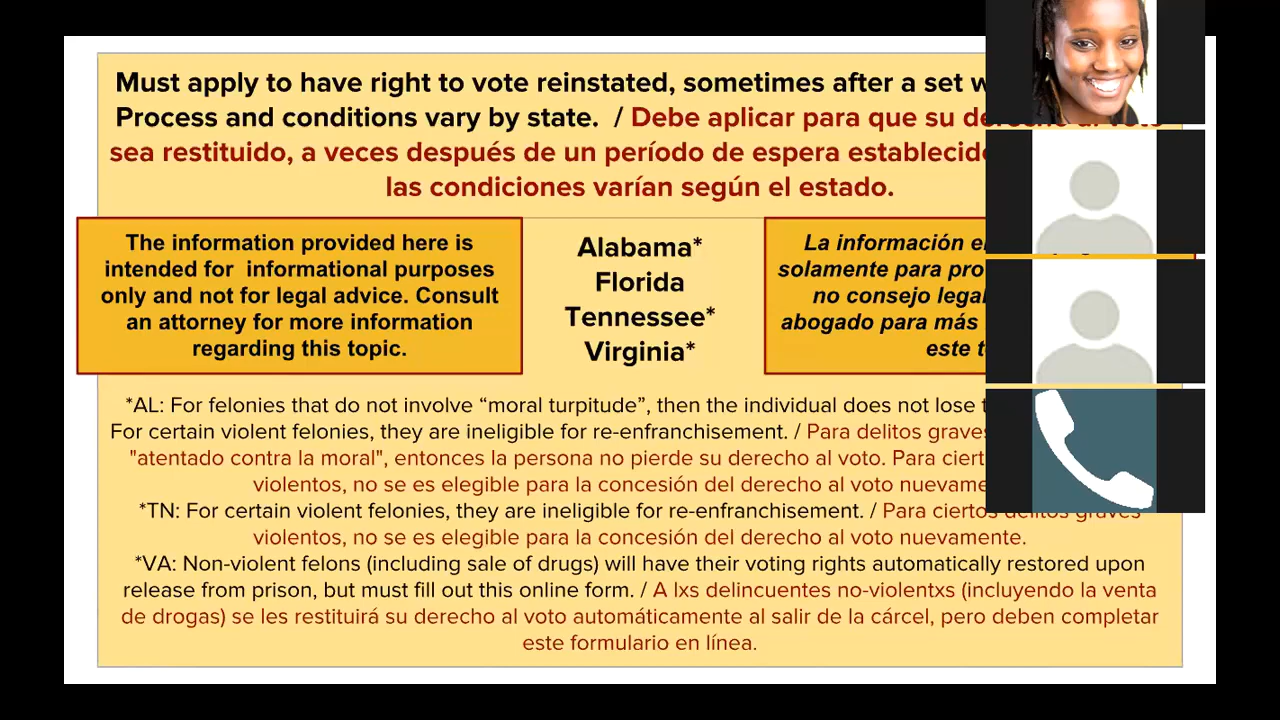 Must apply to have right to vote reinstated, sometimes after a set
Process and conditions vary by state. / Debe aplicar para que su derecho al voto
sea restituido, a veces después de un período de espera establecido
las condiciones varían según el estado.
The information provided here is
intended for informational purposes
only and not for legal advice. Consult
an attorney for more information
regarding this topic.
Alabama*
Florida
Tennessee*
Virginia*
La información
solamente para
no consejo legal
abogado para más
este
*AL: For felonies that do not involve “moral turpitude”, then the individual does not lose
For certain violent felonies, they are ineligible for re-enfranchisement. / Para delitos graves
"atentado contra la moral", entonces la persona no pierde su derecho al voto. Para
violentos, no se es elegible para la concesión del derecho al voto
*TN: For certain violent felonies, they are ineligible for re-enfranchisement. / Para ciertos delitos graves
violentos, no se es elegible para la concesión del derecho al voto nuevamente.
*VA: Non-violent felons (including sale of drugs) will have their voting rights automatically restored upon
release from prison, but must fill out this online form. / A lxs delincuentes no-violentxs (incluyendo la venta
de drogas) se les restituirá su derecho al voto automáticamente al salir de la cárcel, pero deben completar
este formulario en línea.